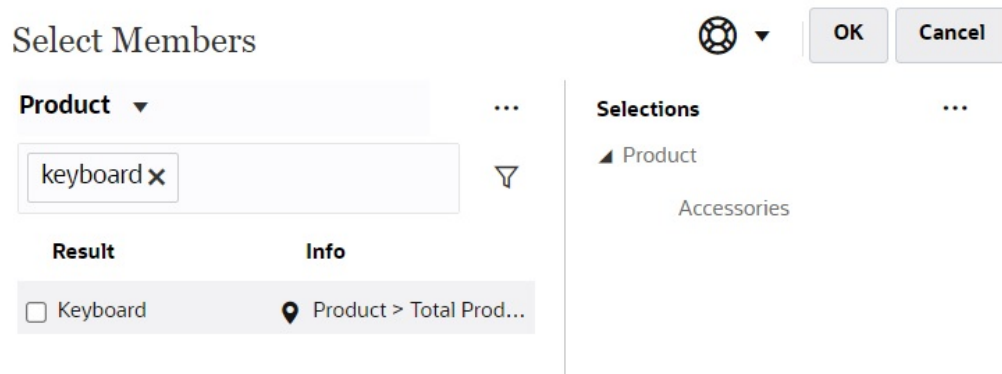 Select Members
OK
Cancel
Product
...
keyboard
Result
Info
Keyboard
Product > Total Prod...
Selections
...
Product
Accessories